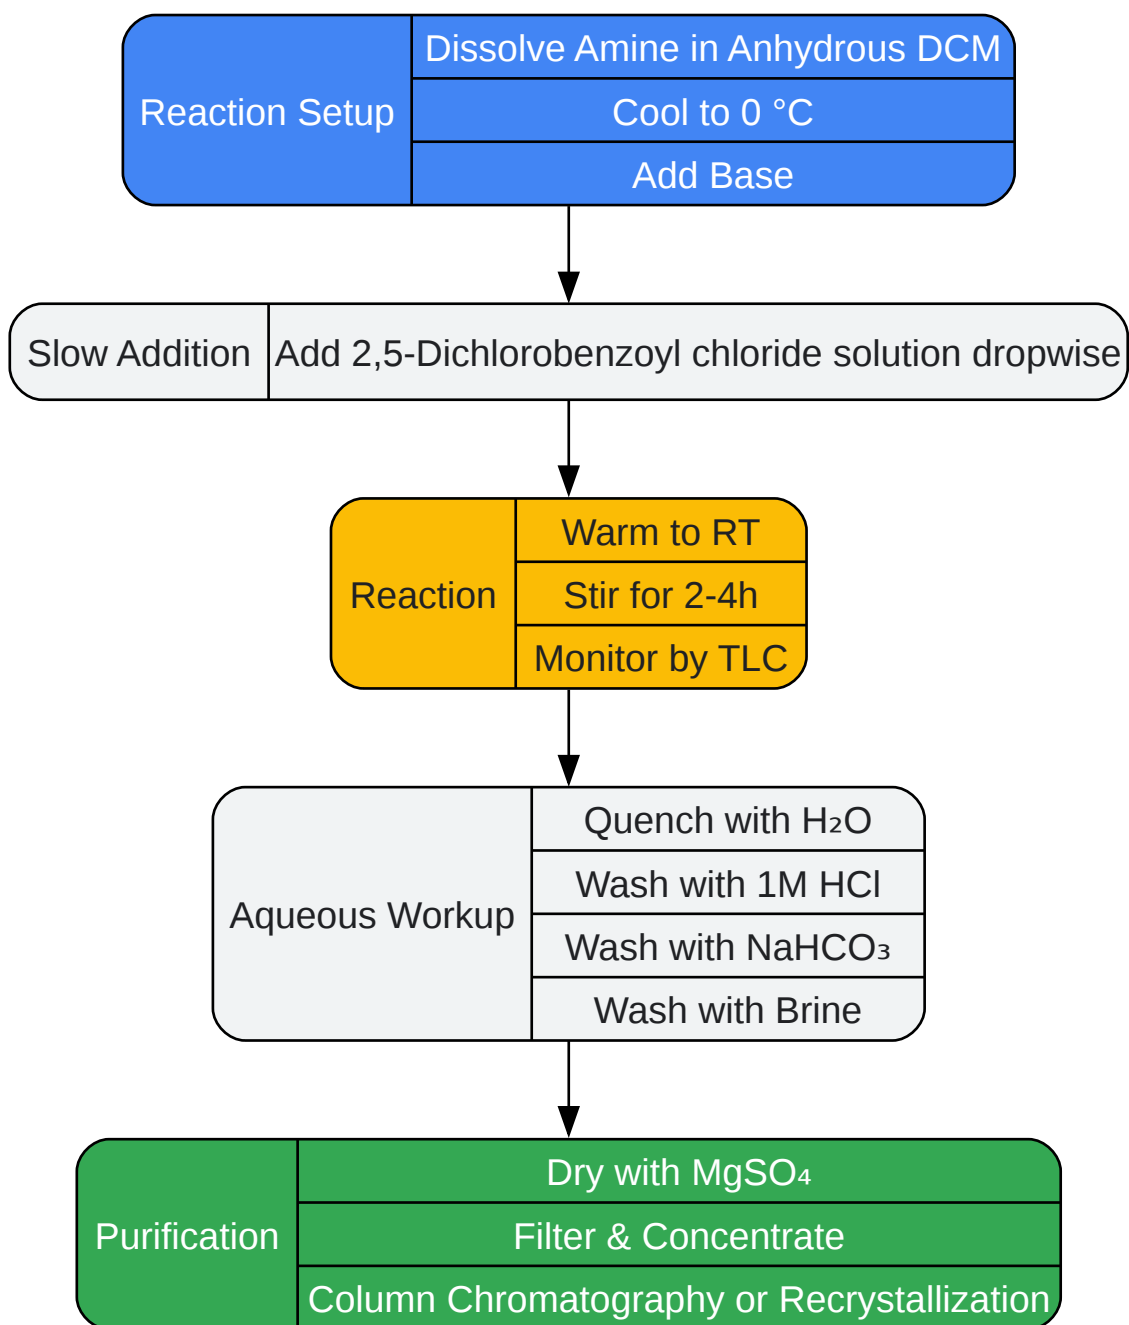 Reaction Setup
Dissolve Amine in Anhydrous DCM
Cool to 0 °C
Add Base
Slow Addition
Add 2,5-Dichlorobenzoyl chloride solution dropwise
Reaction
Warm to RT
Stir for 2-4h
Monitor by TLC
Aqueous Workup
Quench with H₂O
Wash with 1M HCl
Wash with NaHCO₃
Wash with Brine
Purification
Dry with MgSO₄
Filter & Concentrate
Column Chromatography or Recrystallization